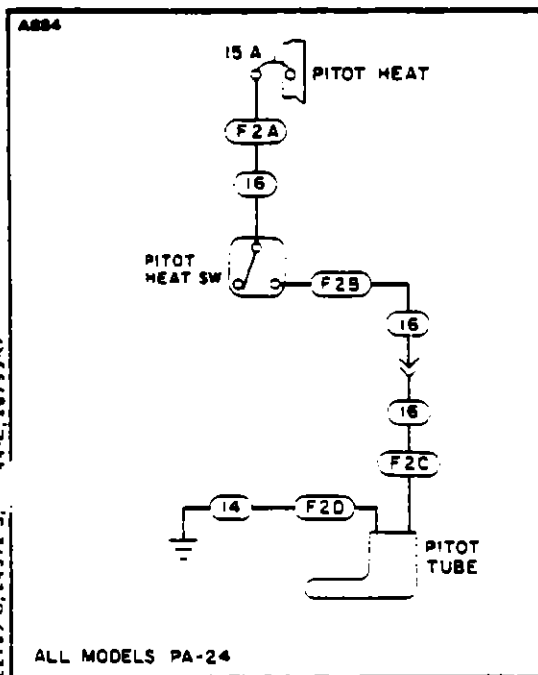 A884
15 A
PITOT HEAT
F2A
16
PITOT
HEAT SW
F2B
16
16
F2C
14
F2D
PITOT
TUBE
ALL MODELS PA-24